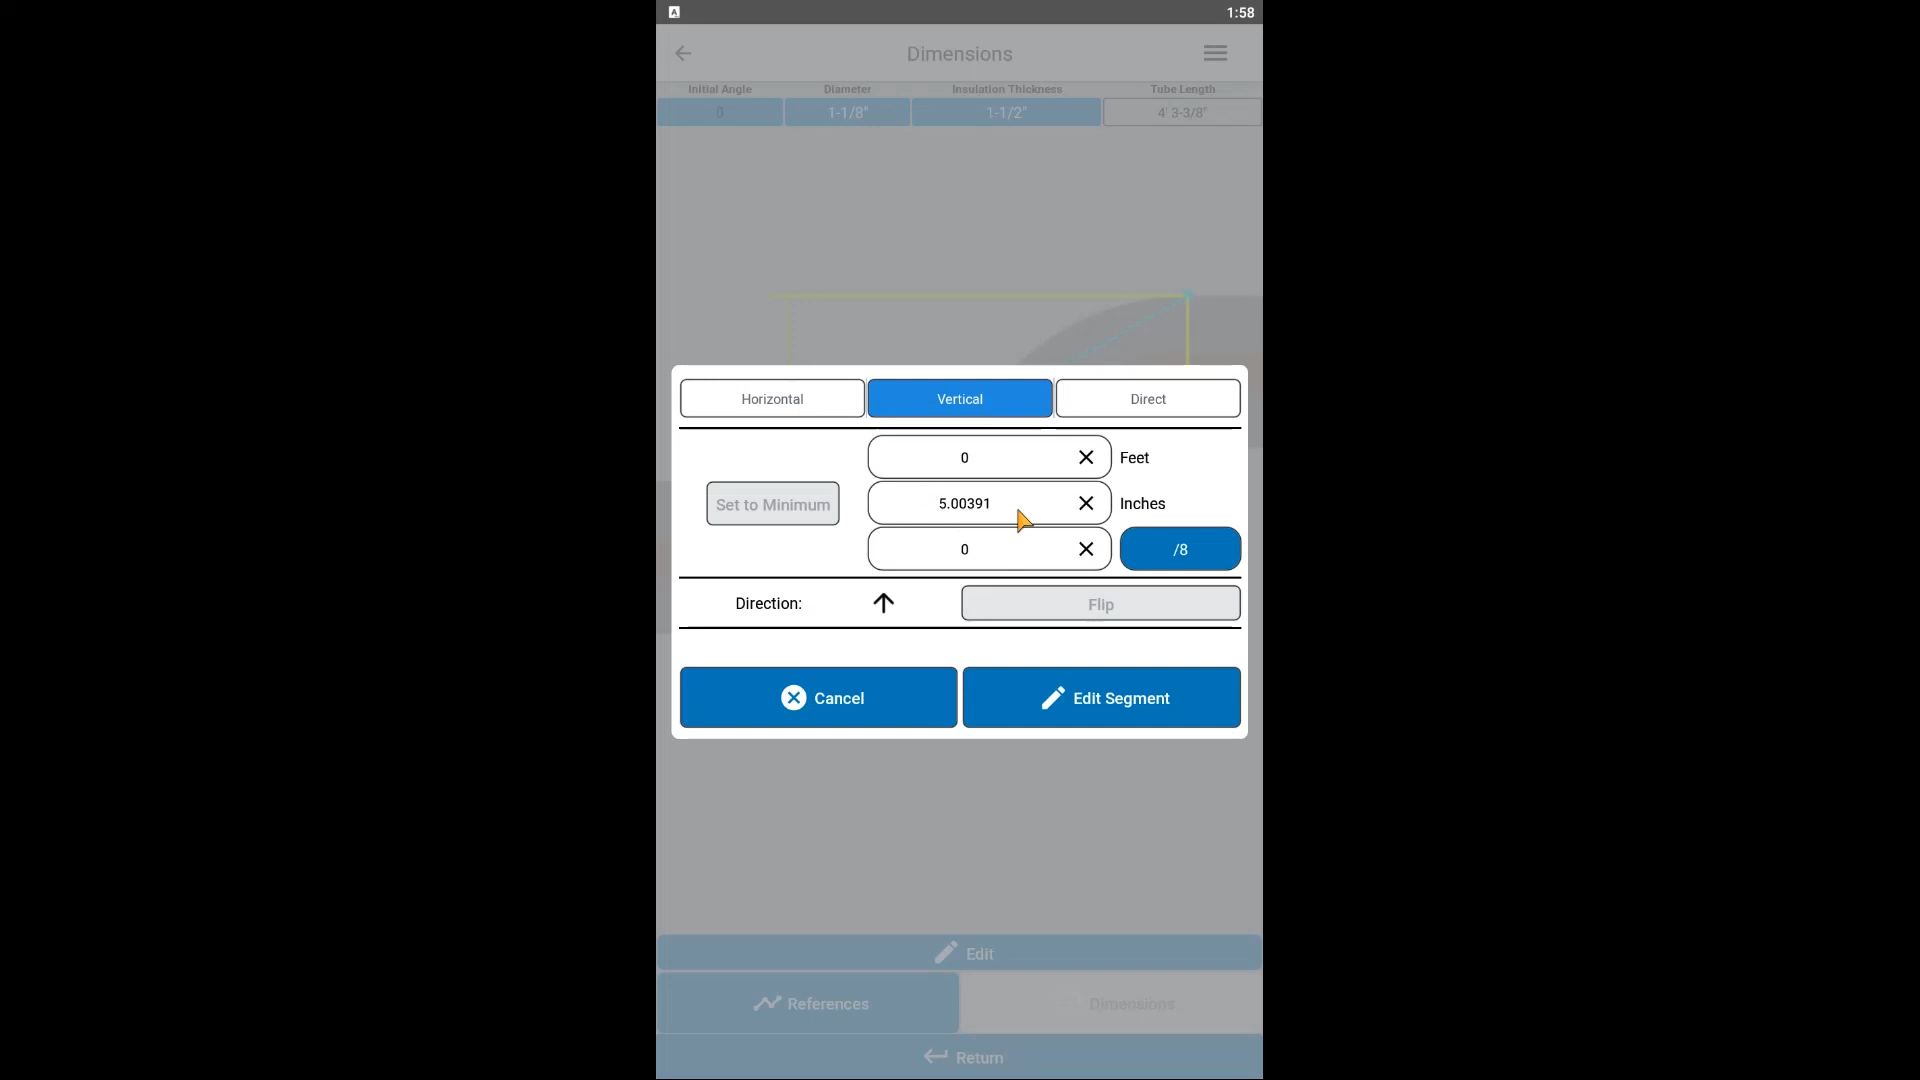 A
1:58
Dimensions
Initial Angle Diameter Insulation Thickness Tube Length
0 1-1/8" 1-1/2" 4' 3-3/8"
Horizontal Vertical Direct
0 Feet
Set to Minimum 5.00391 Inches
0 /8
Direction: Flip
Cancel Edit Segment
Edit
References Dimensions
Return